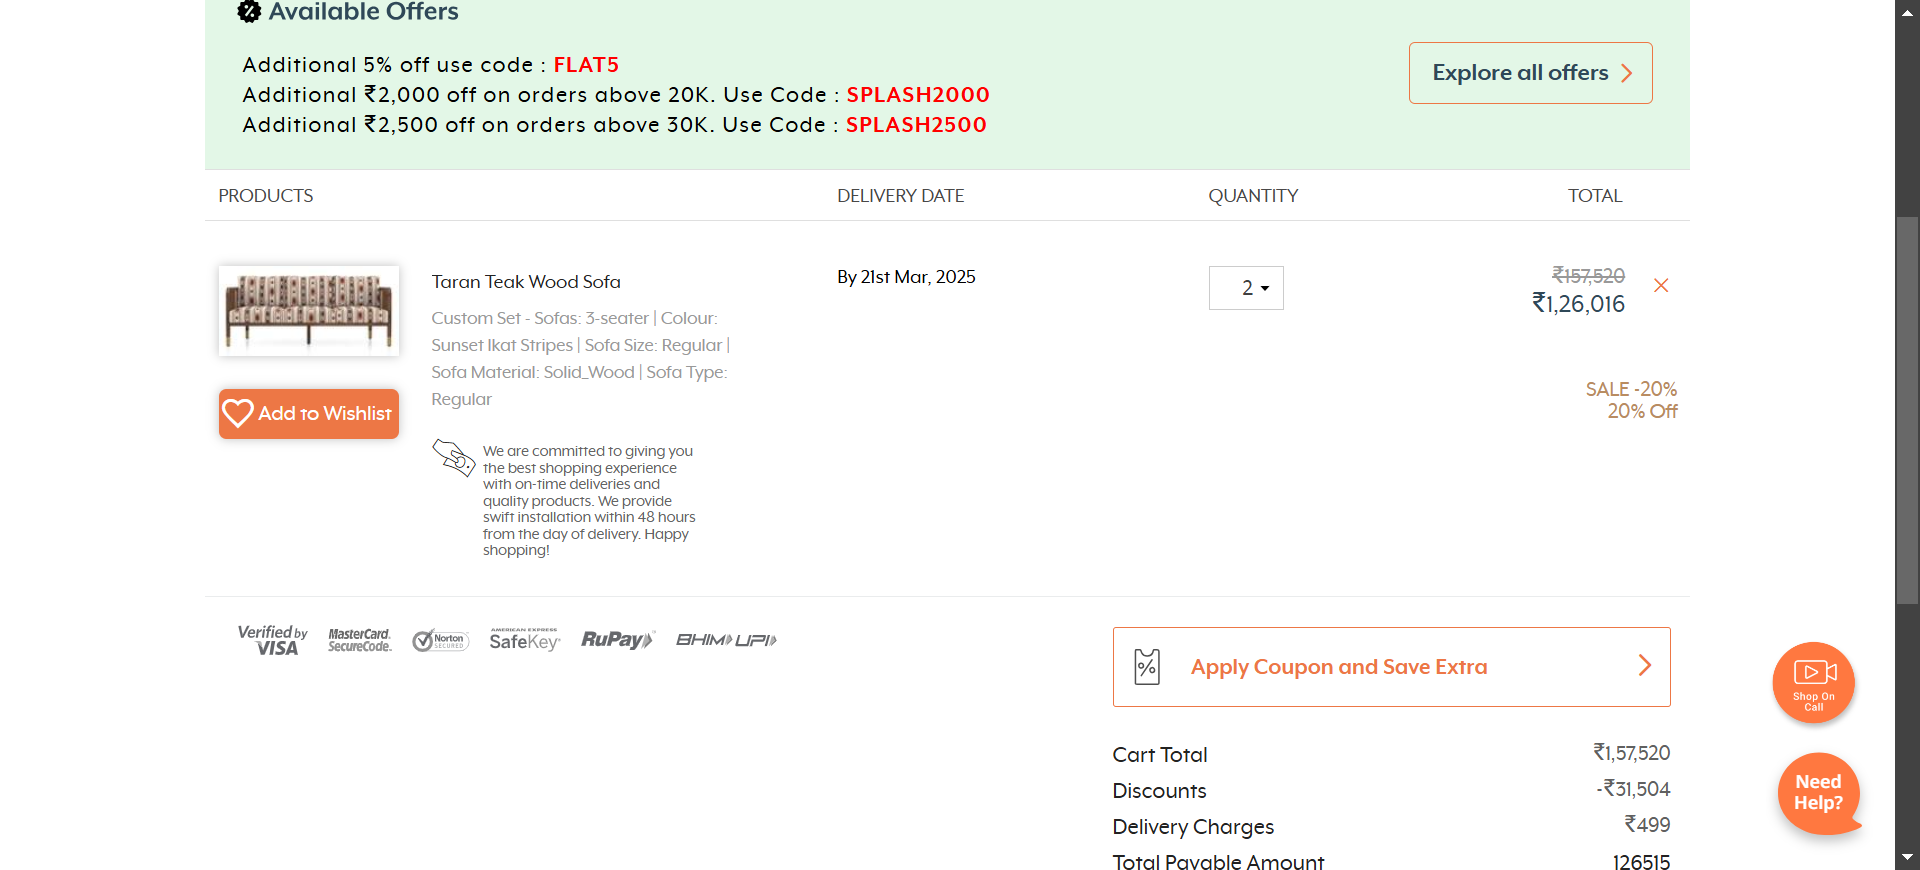 Available Offers
Additional 5% off use code : FLAT5
Additional ₹2,000 off on orders above 20K. Use Code : SPLASH2000
Additional ₹2,500 off on orders above 30K. Use Code : SPLASH2500
Explore all offers
PRODUCTS DELIVERY DATE QUANTITY TOTAL
Taran Teak Wood Sofa
Custom Set - Sofas: 3-seater | Colour:
Sunset Ikat Stripes | Sofa Size: Regular |
Sofa Material: Solid_Wood | Sofa Type:
Regular
Add to Wishlist
We are committed to giving you
the best shopping experience
with on-time deliveries and
quality products. We provide
swift installation within 48 hours
from the day of delivery. Happy
shopping!
By 21st Mar, 2025
2
₹157,520
₹1,26,016
SALE -20%
20% Off
Verified by
VISA
MasterCard.
SecureCode.
Norton
SECURED
AMERICAN EXPRESS
SafeKey
RuPay
BHIM UPI
Apply Coupon and Save Extra
Cart Total ₹1,57,520
Discounts -₹31,504
Delivery Charges ₹499
Total Payable Amount 126515
Shop On
Call
Need
Help?